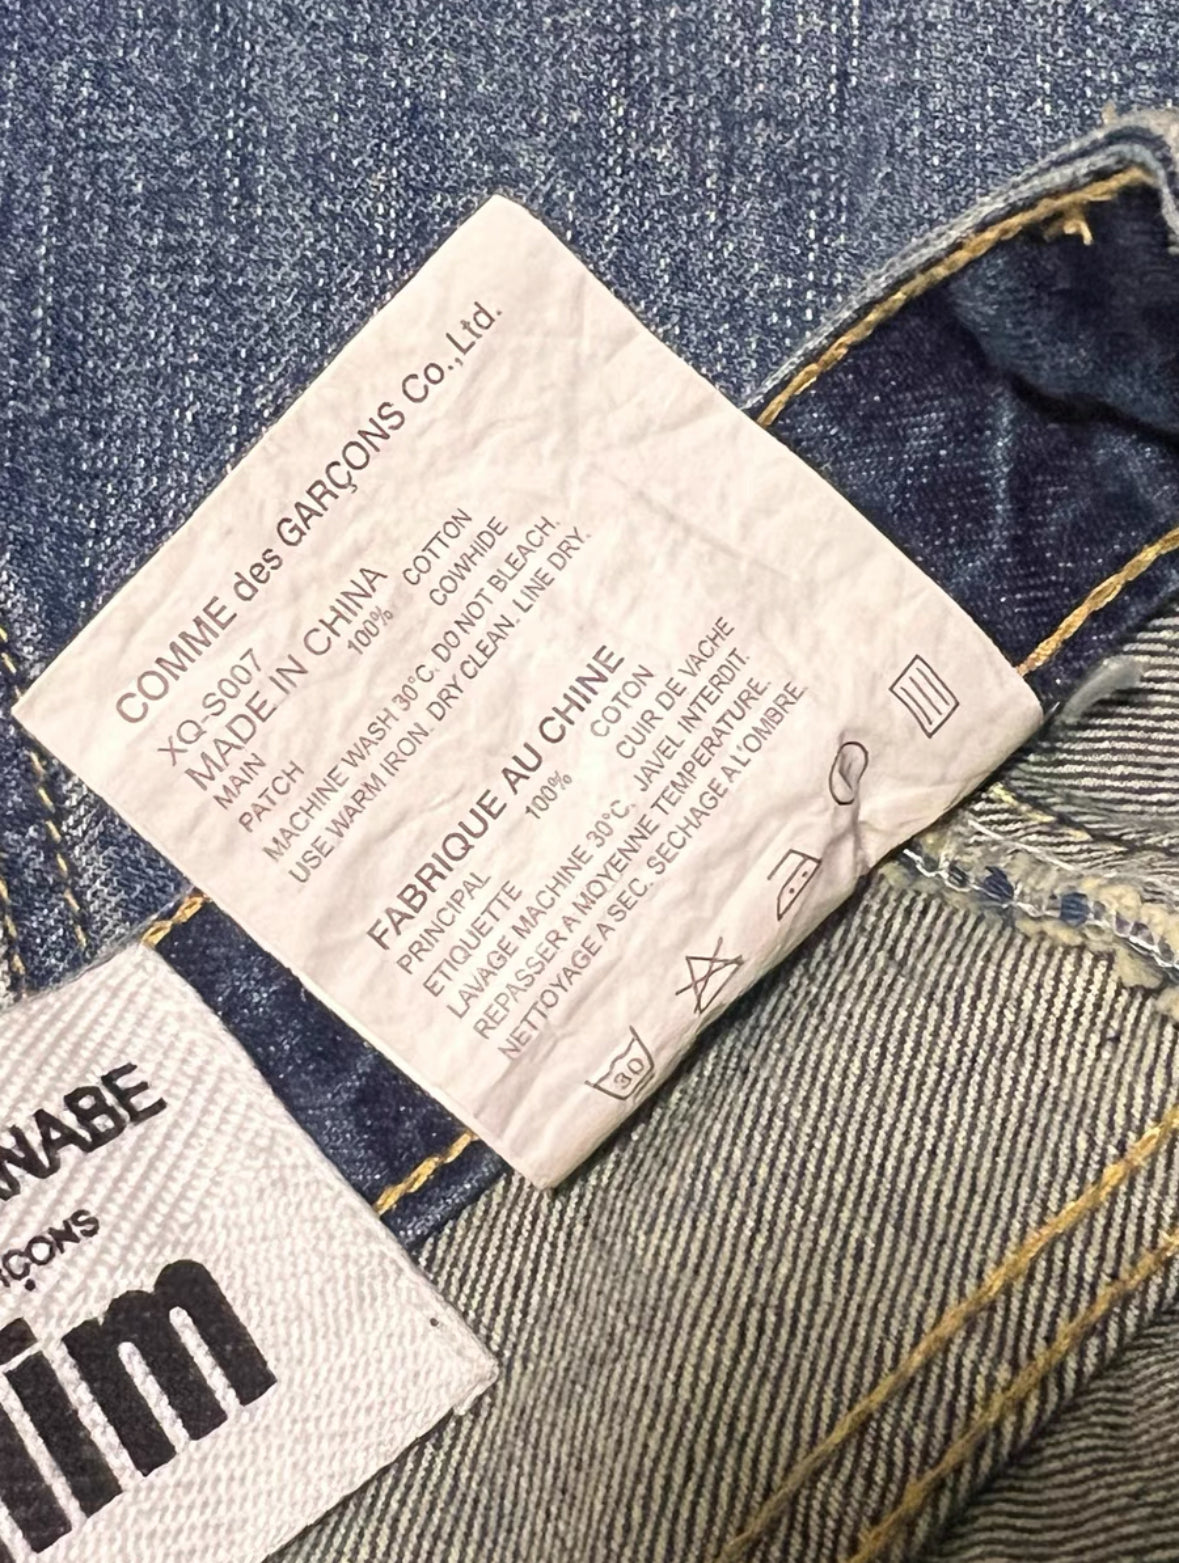 COMME des GARÇONS Co.,Ltd.
XQ-S007
MADE IN CHINA
MAIN 100% COTTON
PATCH COWHIDE
MACHINE WASH 30°C. DO NOT BLEACH.
USE WARM IRON. DRY CLEAN. LINE DRY.
FABRIQUE AU CHINE
PRINCIPAL 100% COTON
ETIQUETTE CUIR DE VACHE
LAVAGE MACHINE 30°C. JAVEL INTERDIT.
REPASSER A MOYENNE TEMPERATURE.
NETTOYAGE A SEC. SECHAGE A L'OMBRE.
30
NABE
ÇONS
im